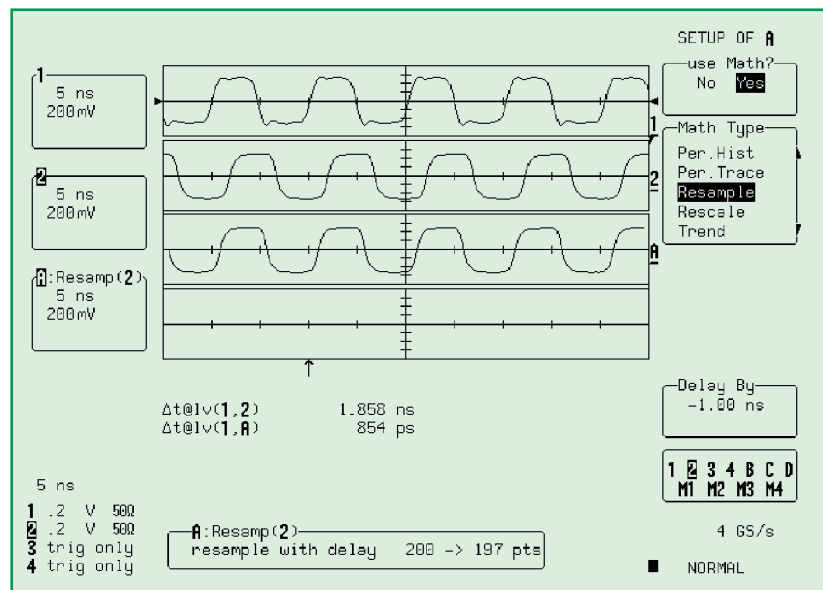 SETUP OF A
use Math?
No Yes
Math Type
Per.Hist
Per.Trace
Resample
Rescale
Trend
1
5 ns
200mV
2
5 ns
200mV
A:Resamp(2)
5 ns
200mV
1
2
A
Δt@lv(1,2) 1.858 ns
Δt@lv(1,A) 854 ps
Delay By
-1.00 ns
1 2 3 4 B C D
M1 M2 M3 M4
5 ns
1 .2 V 50Ω
2 .2 V 50Ω
3 trig only
4 trig only
A:Resamp(2)
resample with delay 200 -> 197 pts
4 GS/s
NORMAL